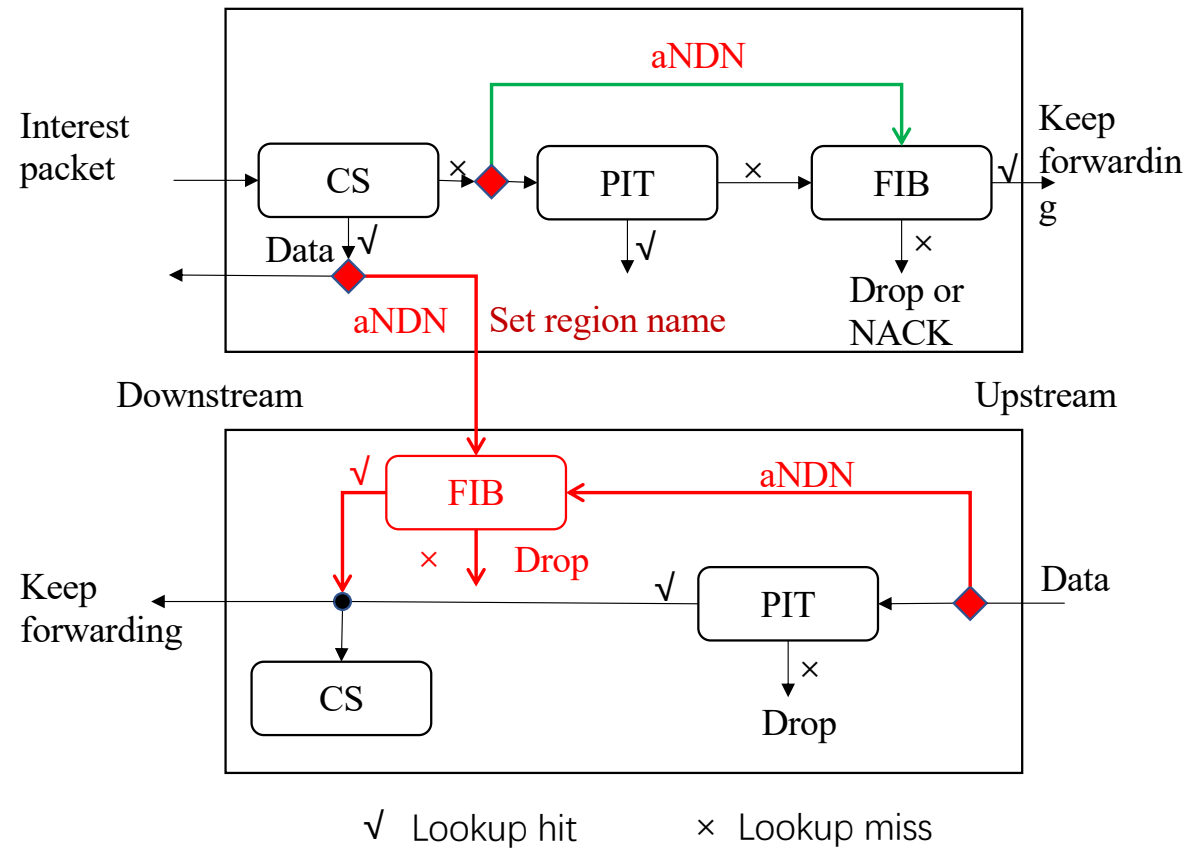 aNDN
Interest
packet
CS
×
PIT
×
FIB
√
Keep
forwardin
g
Data
√
√
×
Drop or
NACK
aNDN
Set region name
Downstream
Upstream
√
FIB
aNDN
×
Drop
Keep
forwarding
√
PIT
Data
CS
×
Drop
√ Lookup hit
× Lookup miss